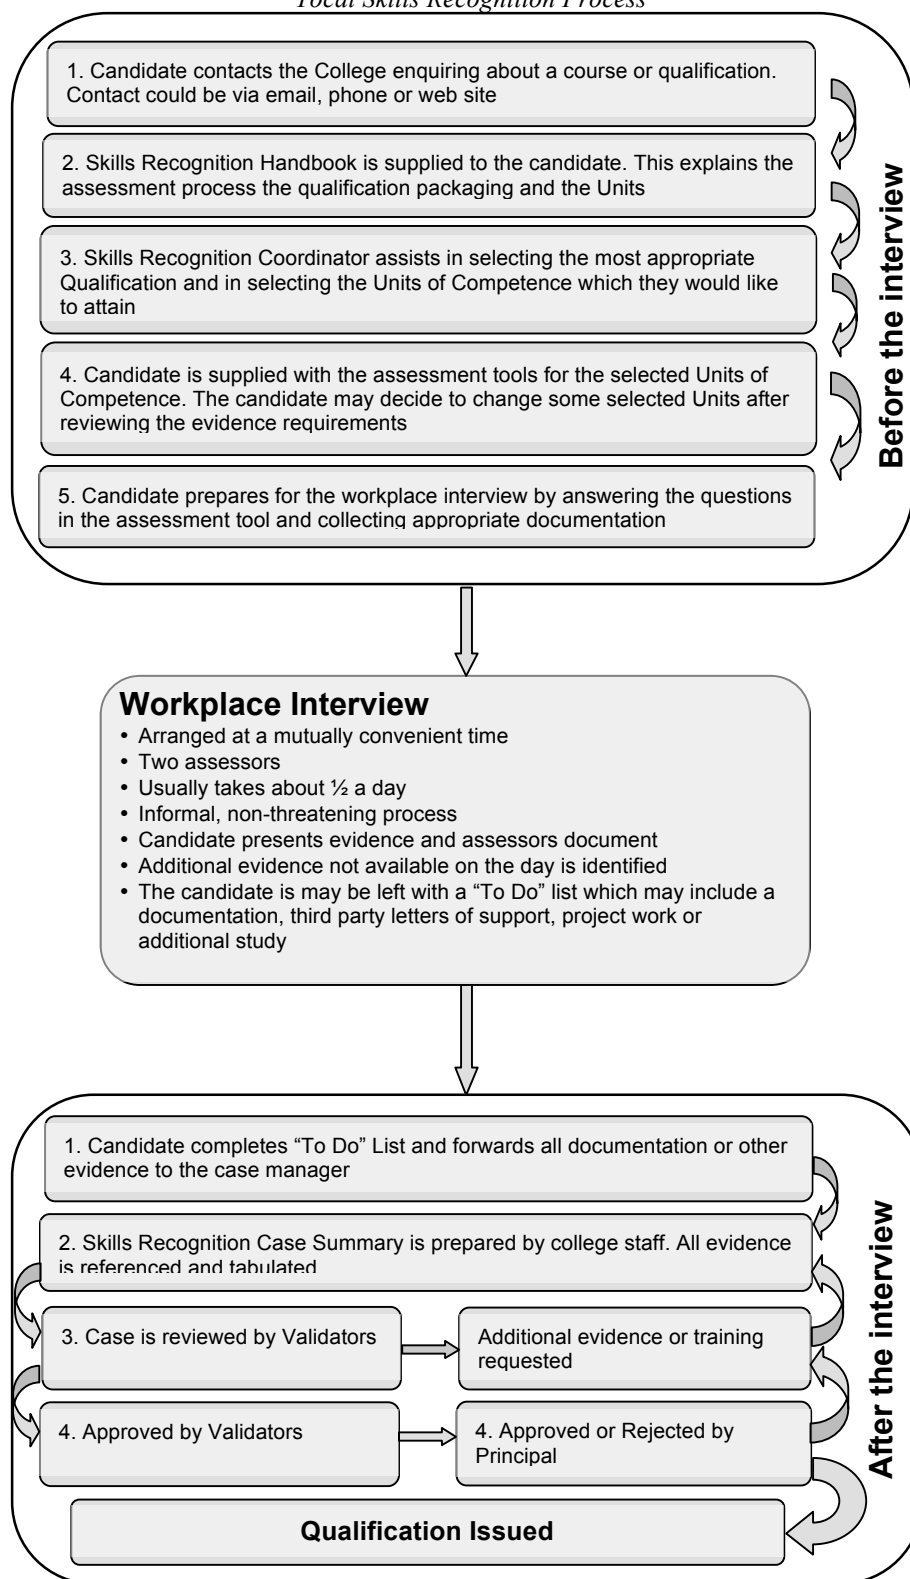 Tocal Skills Recognition Process
1. Candidate contacts the College enquiring about a course or qualification.
Contact could be via email, phone or web site
2. Skills Recognition Handbook is supplied to the candidate. This explains the
assessment process the qualification packaging and the Units
3. Skills Recognition Coordinator assists in selecting the most appropriate
Qualification and in selecting the Units of Competence which they would like
to attain
4. Candidate is supplied with the assessment tools for the selected Units of
Competence. The candidate may decide to change some selected Units after
reviewing the evidence requirements
5. Candidate prepares for the workplace interview by answering the questions
in the assessment tool and collecting appropriate documentation
Before the interview
Workplace Interview
• Arranged at a mutually convenient time
• Two assessors
• Usually takes about ½ a day
• Informal, non-threatening process
• Candidate presents evidence and assessors document
• Additional evidence not available on the day is identified
• The candidate is may be left with a “To Do” list which may include a
documentation, third party letters of support, project work or
additional study
1. Candidate completes “To Do” List and forwards all documentation or other
evidence to the case manager
2. Skills Recognition Case Summary is prepared by college staff. All evidence
is referenced and tabulated
3. Case is reviewed by Validators
Additional evidence or training
requested
4. Approved by Validators
4. Approved or Rejected by
Principal
Qualification Issued
After the interview